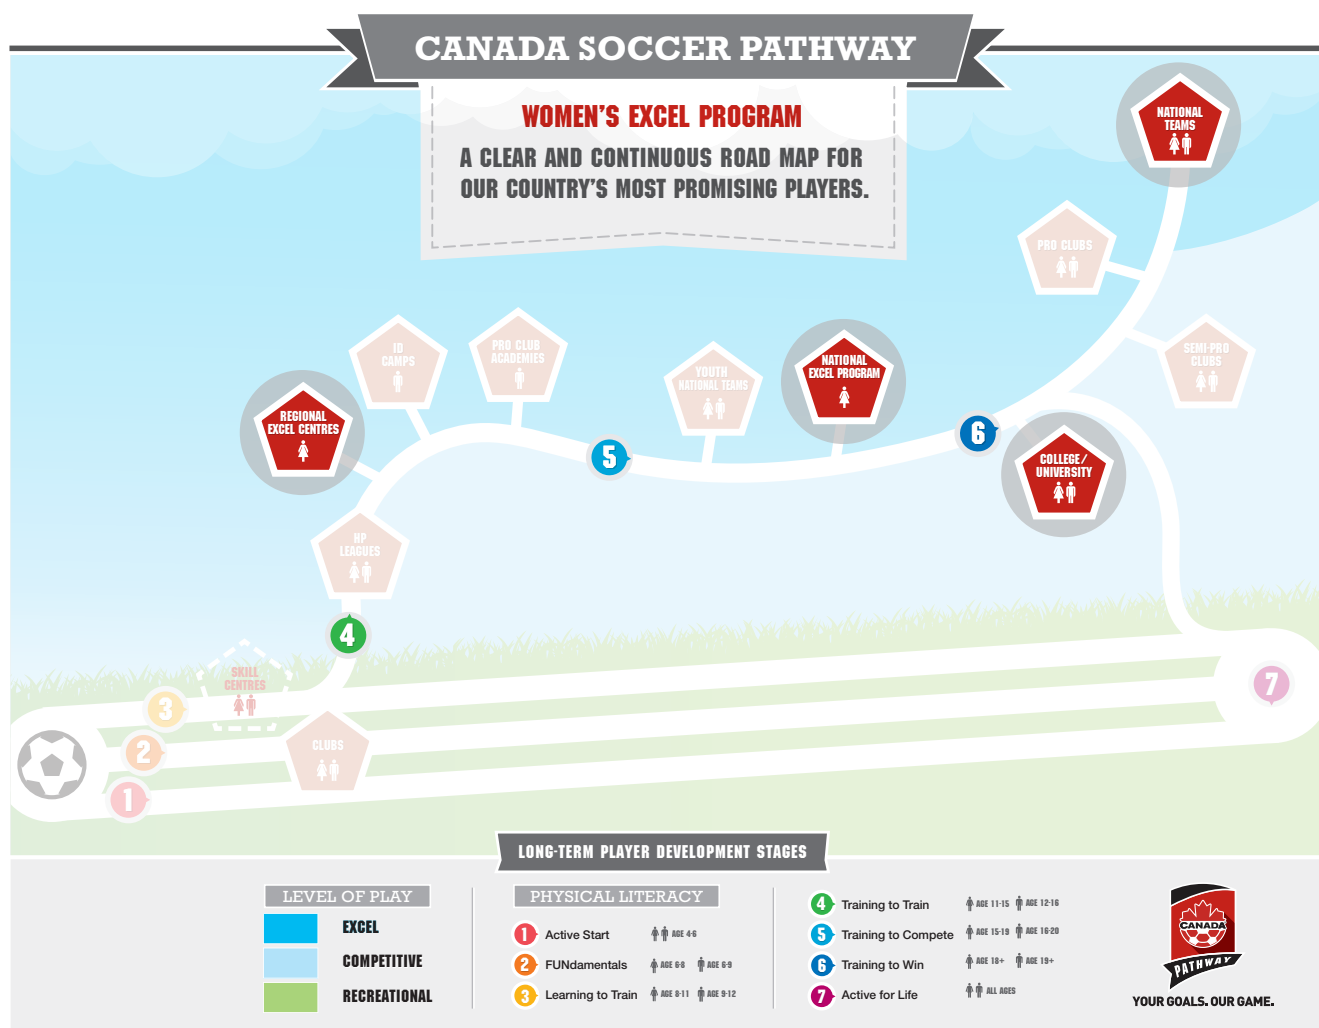 CANADA SOCCER PATHWAY
WOMEN'S EXCEL PROGRAM
A CLEAR AND CONTINUOUS ROAD MAP FOR
OUR COUNTRY'S MOST PROMISING PLAYERS.
NATIONAL
TEAMS
PRO CLUBS
SEMI-PRO
CLUBS
ID
CAMPS
PRO CLUB
ACADEMIES
YOUTH
NATIONAL TEAMS
NATIONAL
EXCEL PROGRAM
REGIONAL
EXCEL CENTRES
5
6
COLLEGE/
UNIVERSITY
HP
LEAGUES
4
SKILL
CENTRES
3
7
CLUBS
2
1
LONG-TERM PLAYER DEVELOPMENT STAGES
LEVEL OF PLAY
EXCEL
COMPETITIVE
RECREATIONAL
PHYSICAL LITERACY
1 Active Start AGE 4-6
2 FUNdamentals AGE 6-8 AGE 6-9
3 Learning to Train AGE 8-11 AGE 9-12
4 Training to Train AGE 11-15 AGE 12-16
5 Training to Compete AGE 15-19 AGE 16-20
6 Training to Win AGE 18+ AGE 19+
7 Active for Life ALL AGES
CANADA
PATHWAY
YOUR GOALS. OUR GAME.